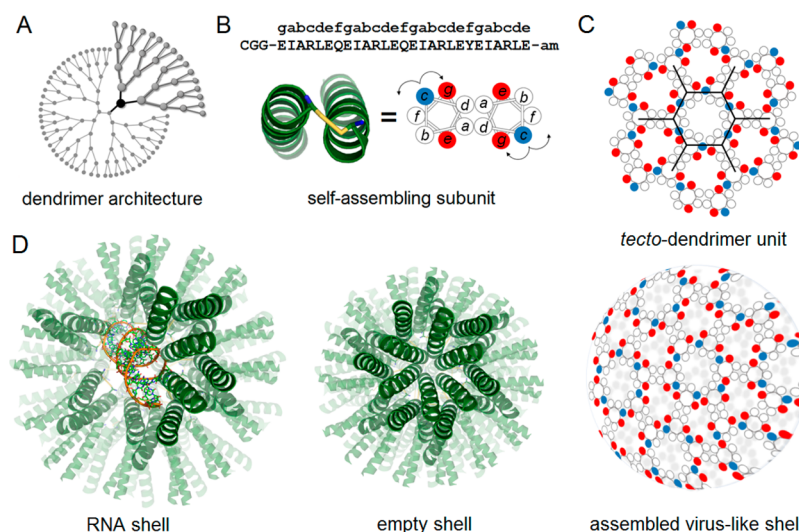 A
B
C
gabcdefgabcdefgabcdefgabcde
CGG-EIARLEQEIARLEQEIARLEYEIARLE-am
=
g e
c d a b
f f
b a d c
e g
dendrimer architecture
self-assembling subunit
tecto-dendrimer unit
D
RNA shell
empty shell
assembled virus-like shell